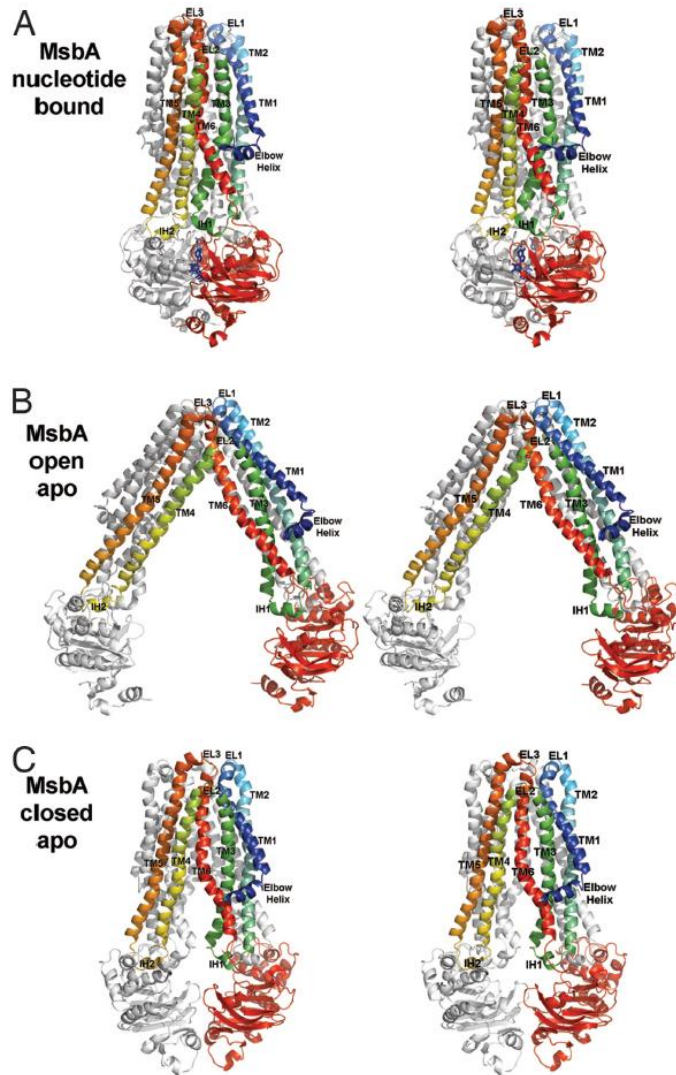 A
MsbA
nucleotide
bound
EL3
EL1
EL2
TM2
TM5
TM3
TM1
TM4
TM6
Elbow
Helix
IH2
IH1
EL3
EL1
EL2
TM2
TM5
TM3
TM1
TM4
TM6
Elbow
Helix
IH2
IH1
B
MsbA
open
apo
EL3
EL1
TM2
EL2
TM1
TM5
TM4
TM6
TM3
Elbow
Helix
IH2
IH1
EL3
EL1
TM2
EL2
TM1
TM5
TM4
TM6
TM3
Elbow
Helix
IH2
IH1
C
MsbA
closed
apo
EL3
EL1
EL2
TM2
TM1
TM5
TM4
TM3
TM6
Elbow
Helix
IH2
IH1
EL3
EL1
EL2
TM2
TM1
TM5
TM4
TM3
TM6
Elbow
Helix
IH2
IH1